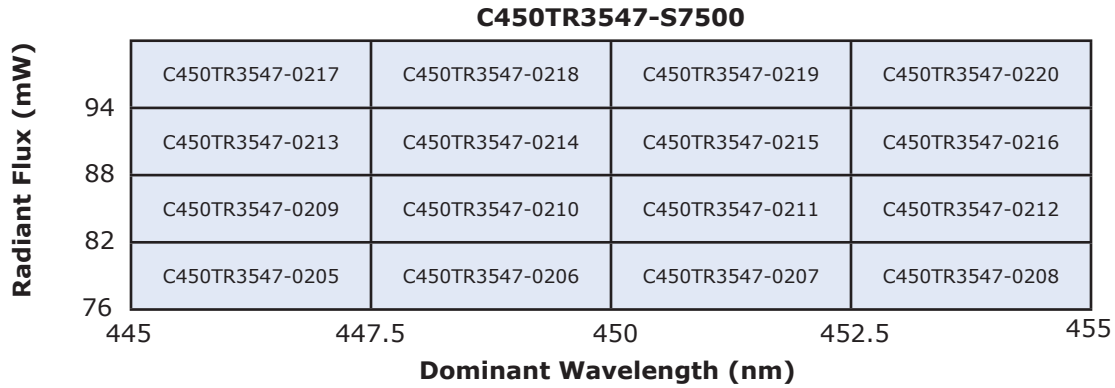 C450TR3547-S7500
Radiant Flux (mW)
C450TR3547-0217 C450TR3547-0218 C450TR3547-0219 C450TR3547-0220
94
C450TR3547-0213 C450TR3547-0214 C450TR3547-0215 C450TR3547-0216
88
C450TR3547-0209 C450TR3547-0210 C450TR3547-0211 C450TR3547-0212
82
C450TR3547-0205 C450TR3547-0206 C450TR3547-0207 C450TR3547-0208
76
445 447.5 450 452.5 455
Dominant Wavelength (nm)